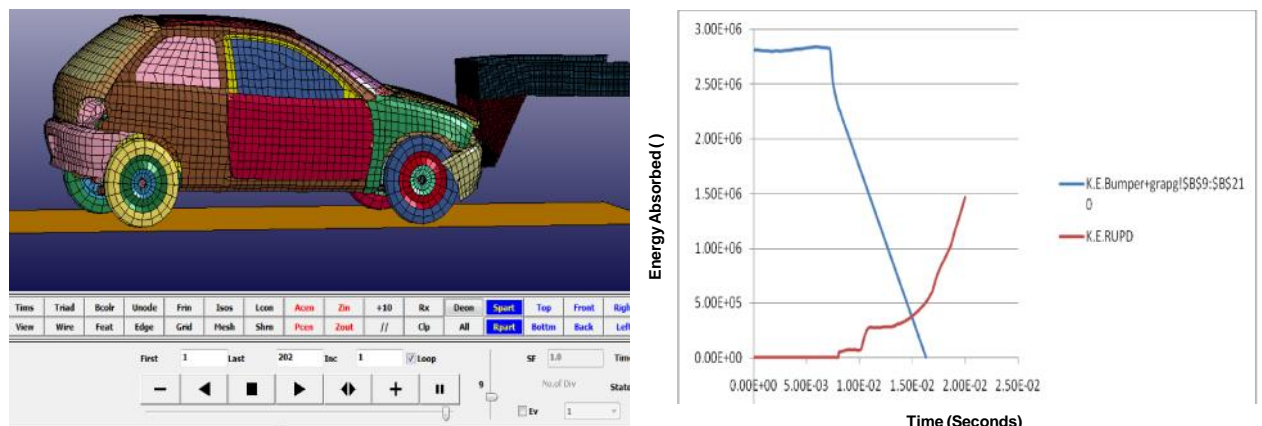 Tims Triad Bcolr Unode Frin Isos Lcon Acen Zin +10 Rx Deon Spart Top Front Righ
View Wire Feat Edge Grid Mesh Shrn Pcen Zout // Clp All Rpart Bottm Back Left
First 1 Last 202 Inc 1 Loop SF 1.0 Time
9 No.of Div State
Ev 1
3.00E+06
2.50E+06
2.00E+06
1.50E+06
1.00E+06
5.00E+05
0.00E+00
0.00E+00 5.00E-03 1.00E-02 1.50E-02 2.00E-02 2.50E-02
Energy Absorbed ( )
Time (Seconds)
K.E.Bumper+grapg!$B$9:$B$21
0
K.E.RUPD